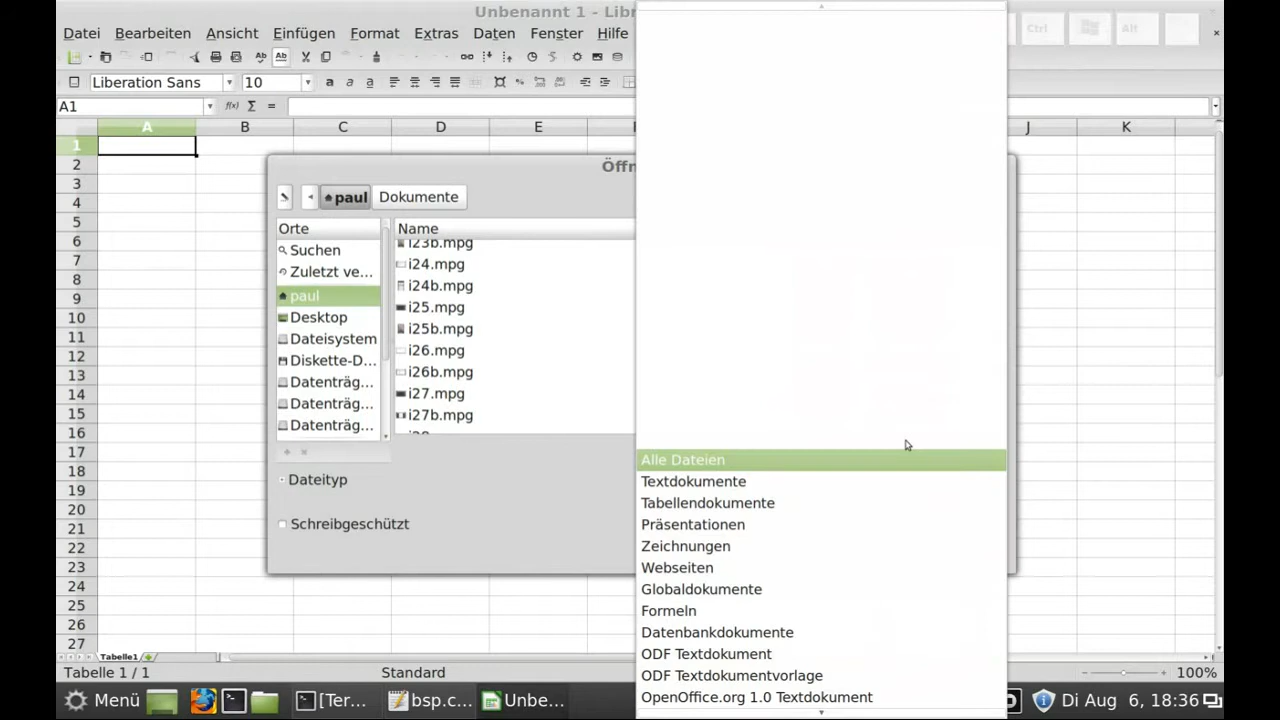 Unbenannt 1 - Libr
Ctrl
Alt
Datei Bearbeiten Ansicht Einfügen Format Extras Daten Fenster Hilfe
Liberation Sans 10
A1
f(x) Σ =
A B C D E J K
1
2
3
4
5
6
7
8
9
10
11
12
13
14
15
16
17
18
19
20
21
22
23
24
25
26
27
Öffn
paul Dokumente
Orte
Suchen
Zuletzt ve...
paul
Desktop
Dateisystem
Diskette-D...
Datenträg...
Datenträg...
Datenträg...
Name
i23b.mpg
i24.mpg
i24b.mpg
i25.mpg
i25b.mpg
i26.mpg
i26b.mpg
i27.mpg
i27b.mpg
Dateityp
Schreibgeschützt
Alle Dateien
Textdokumente
Tabellendokumente
Präsentationen
Zeichnungen
Webseiten
Globaldokumente
Formeln
Datenbankdokumente
ODF Textdokument
ODF Textdokumentvorlage
OpenOffice.org 1.0 Textdokument
Tabelle1
Tabelle 1 / 1 Standard 100%
Menü [Ter... bsp.c... Unbe... Di Aug 6, 18:36